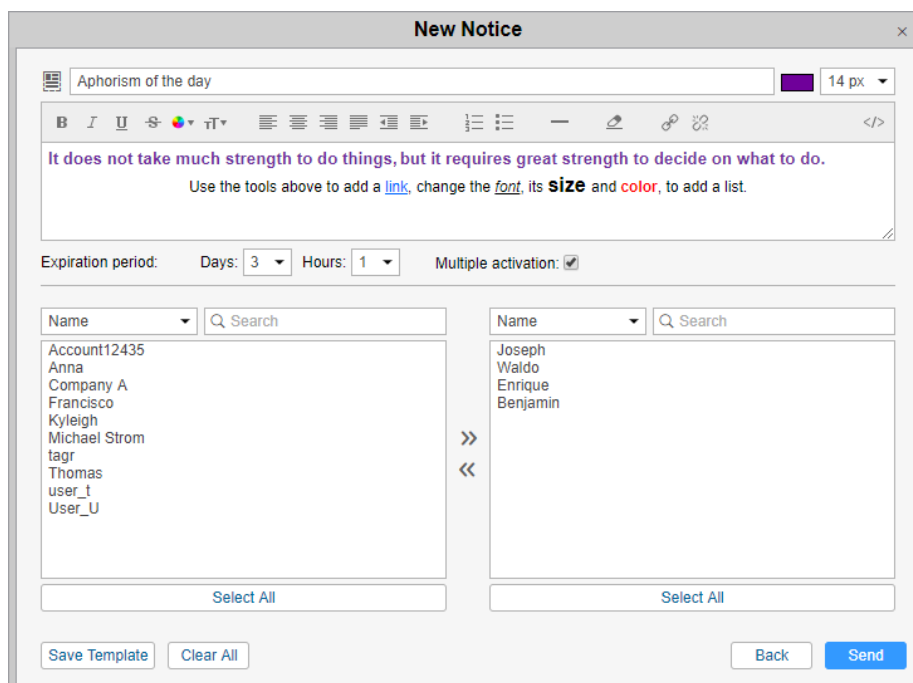 New Notice
×
Aphorism of the day
14 px
B I U S тT </>
It does not take much strength to do things, but it requires great strength to decide on what to do.
Use the tools above to add a link, change the font, its size and color, to add a list.
Expiration period: Days: 3 Hours: 1 Multiple activation:
Name Search
Name Search
Account12435
Anna
Company A
Francisco
Kyleigh
Michael Strom
tagr
Thomas
user_t
User_U
Joseph
Waldo
Enrique
Benjamin
Select All
Select All
Save Template Clear All Back Send